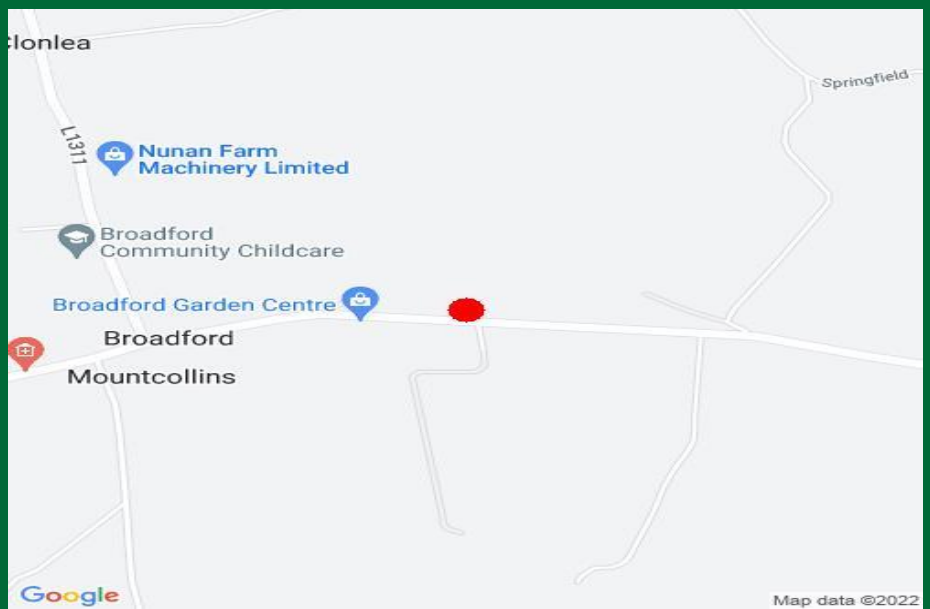 Clonlea
Springfield
L1311
Nunan Farm
Machinery Limited
Broadford
Community Childcare
Broadford Garden Centre
Broadford
Mountcollins
Google
Map data ©2022